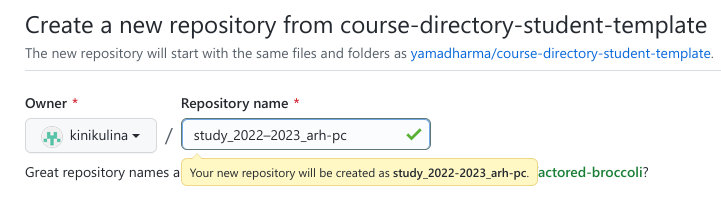 Create a new repository from course-directory-student-template
The new repository will start with the same files and folders as yamadharma/course-directory-student-template.
Owner * Repository name *
kinikulina / study_2022–2023_arh-pc
Great repository names a actored-broccoli?
Your new repository will be created as study_2022-2023_arh-pc.